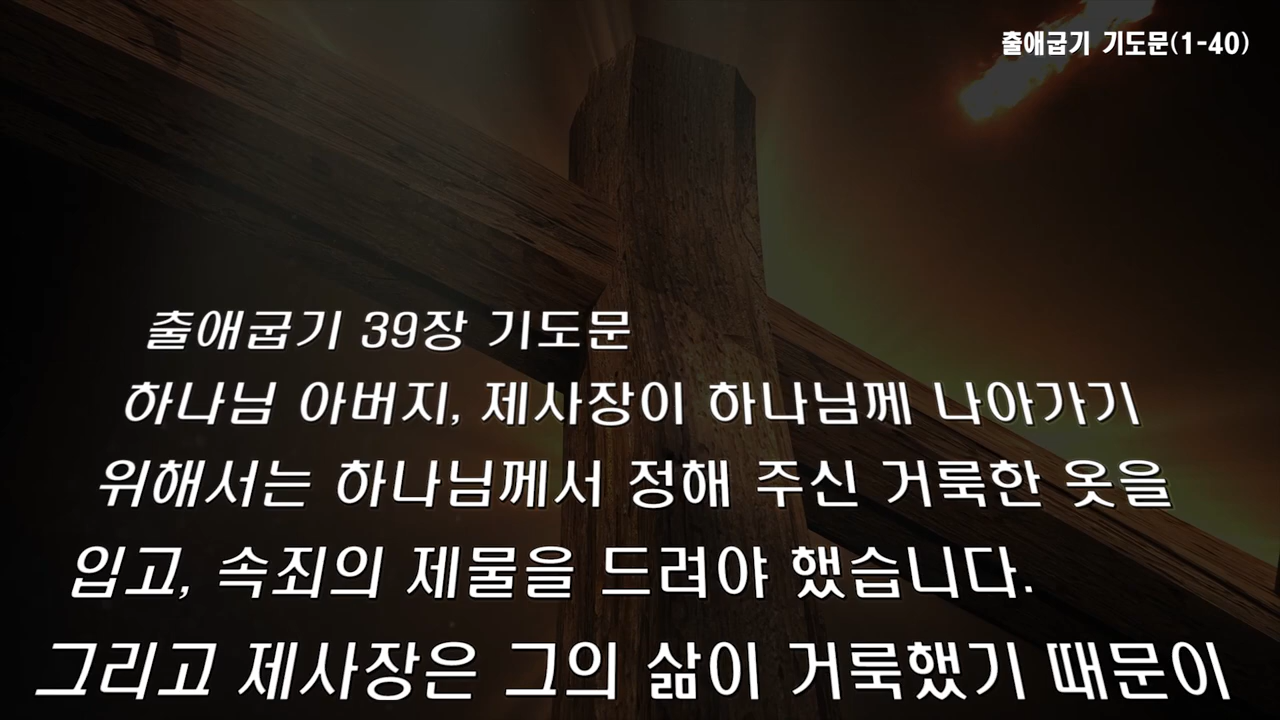 출애굽기 기도문(1-40)
출애굽기 39장 기도문
하나님 아버지, 제사장이 하나님께 나아가기
위해서는 하나님께서 정해 주신 거룩한 옷을
입고, 속죄의 제물을 드려야 했습니다.
그리고 제사장은 그의 삶이 거룩했기 때문이